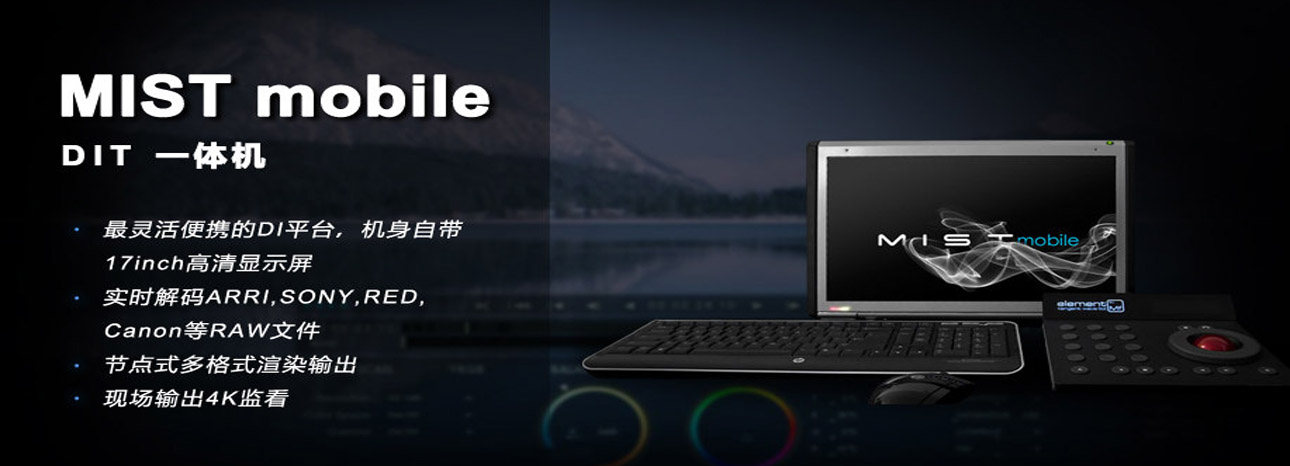 MIST mobile
DIT 一体机
· 最灵活便携的DI平台，机身自带
17inch高清显示屏
· 实时解码ARRI,SONY,RED,
Canon等RAW文件
· 节点式多格式渲染输出
· 现场输出4K监看
MIST mobile
element